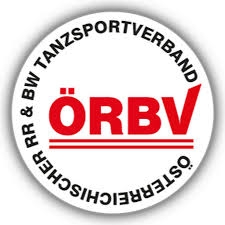 ÖSTERREICHISCHER RR & BW TANZSPORTVERBAND
ÖRBV